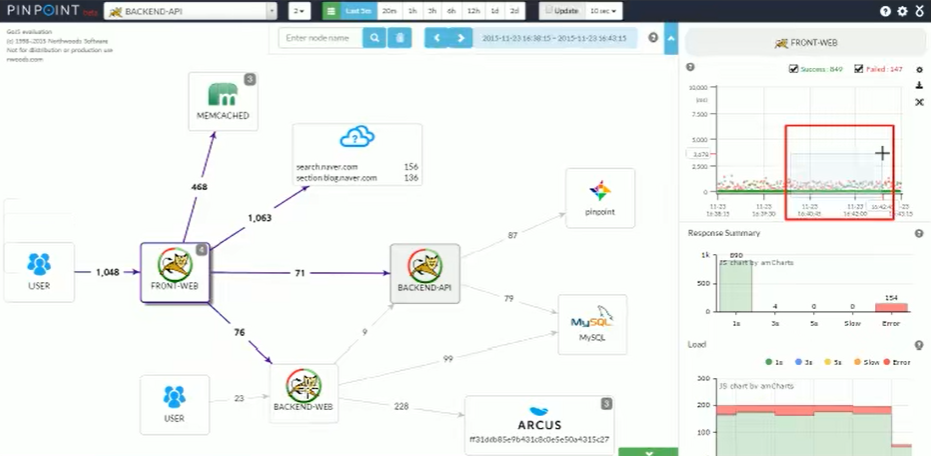 PINPOINT BACKEND-API 2 Last 5m 20m 1h 3h 6h 12h 1d 2d Update 10 sec
GoJS evaluation
(c) 1998-2015 Northwoods Software
Not for distribution or production use
nwoods.com
Enter node name
2015-11-23 16:38:15 ~ 2015-11-23 16:43:15
FRONT-WEB
Success : 849 Failed : 147
10,000
7,500
5,000
2,500
0
11-23 16:38:15
11-23 16:39:30
11-23 16:40:45
11-23 16:42:00
3
MEMCACHED
search.naver.com 156
section.blog.naver.com 136
468
1,063
pinpoint
87
USER
1,048
4
FRONT-WEB
71
BACKEND-API
79
MySQL
MySQL
76
9
99
USER
23
BACKEND-WEB
228
3
ARCUS
Response Summary
1k
500
0
890
JS chart by amCharts
4
0
0
154
1s 3s 5s Slow Error
Load
1s 3s 5s Slow Error
300
200
100
JS chart by amCharts